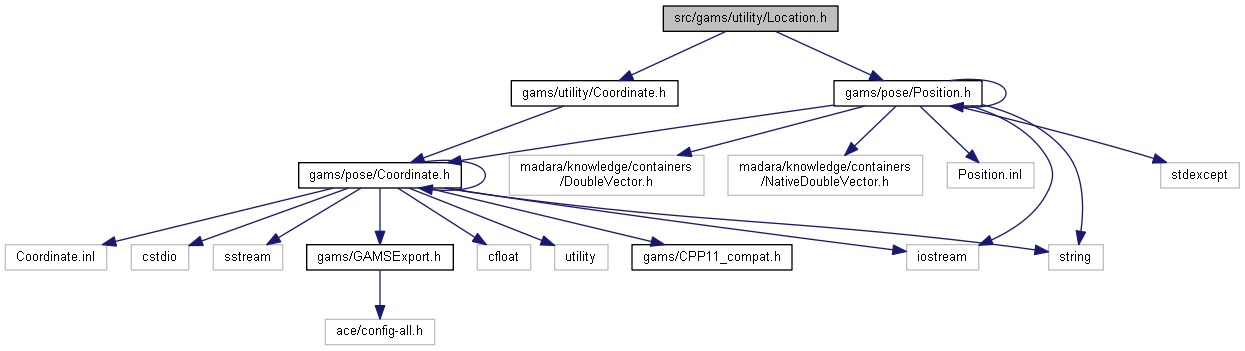 src/gams/utility/Location.h
gams/utility/Coordinate.h
gams/pose/Position.h
gams/pose/Coordinate.h
madara/knowledge/containers
/DoubleVector.h
madara/knowledge/containers
/NativeDoubleVector.h
Position.inl
stdexcept
Coordinate.inl
cstdio
sstream
gams/GAMSExport.h
cfloat
utility
gams/CPP11_compat.h
iostream
string
ace/config-all.h